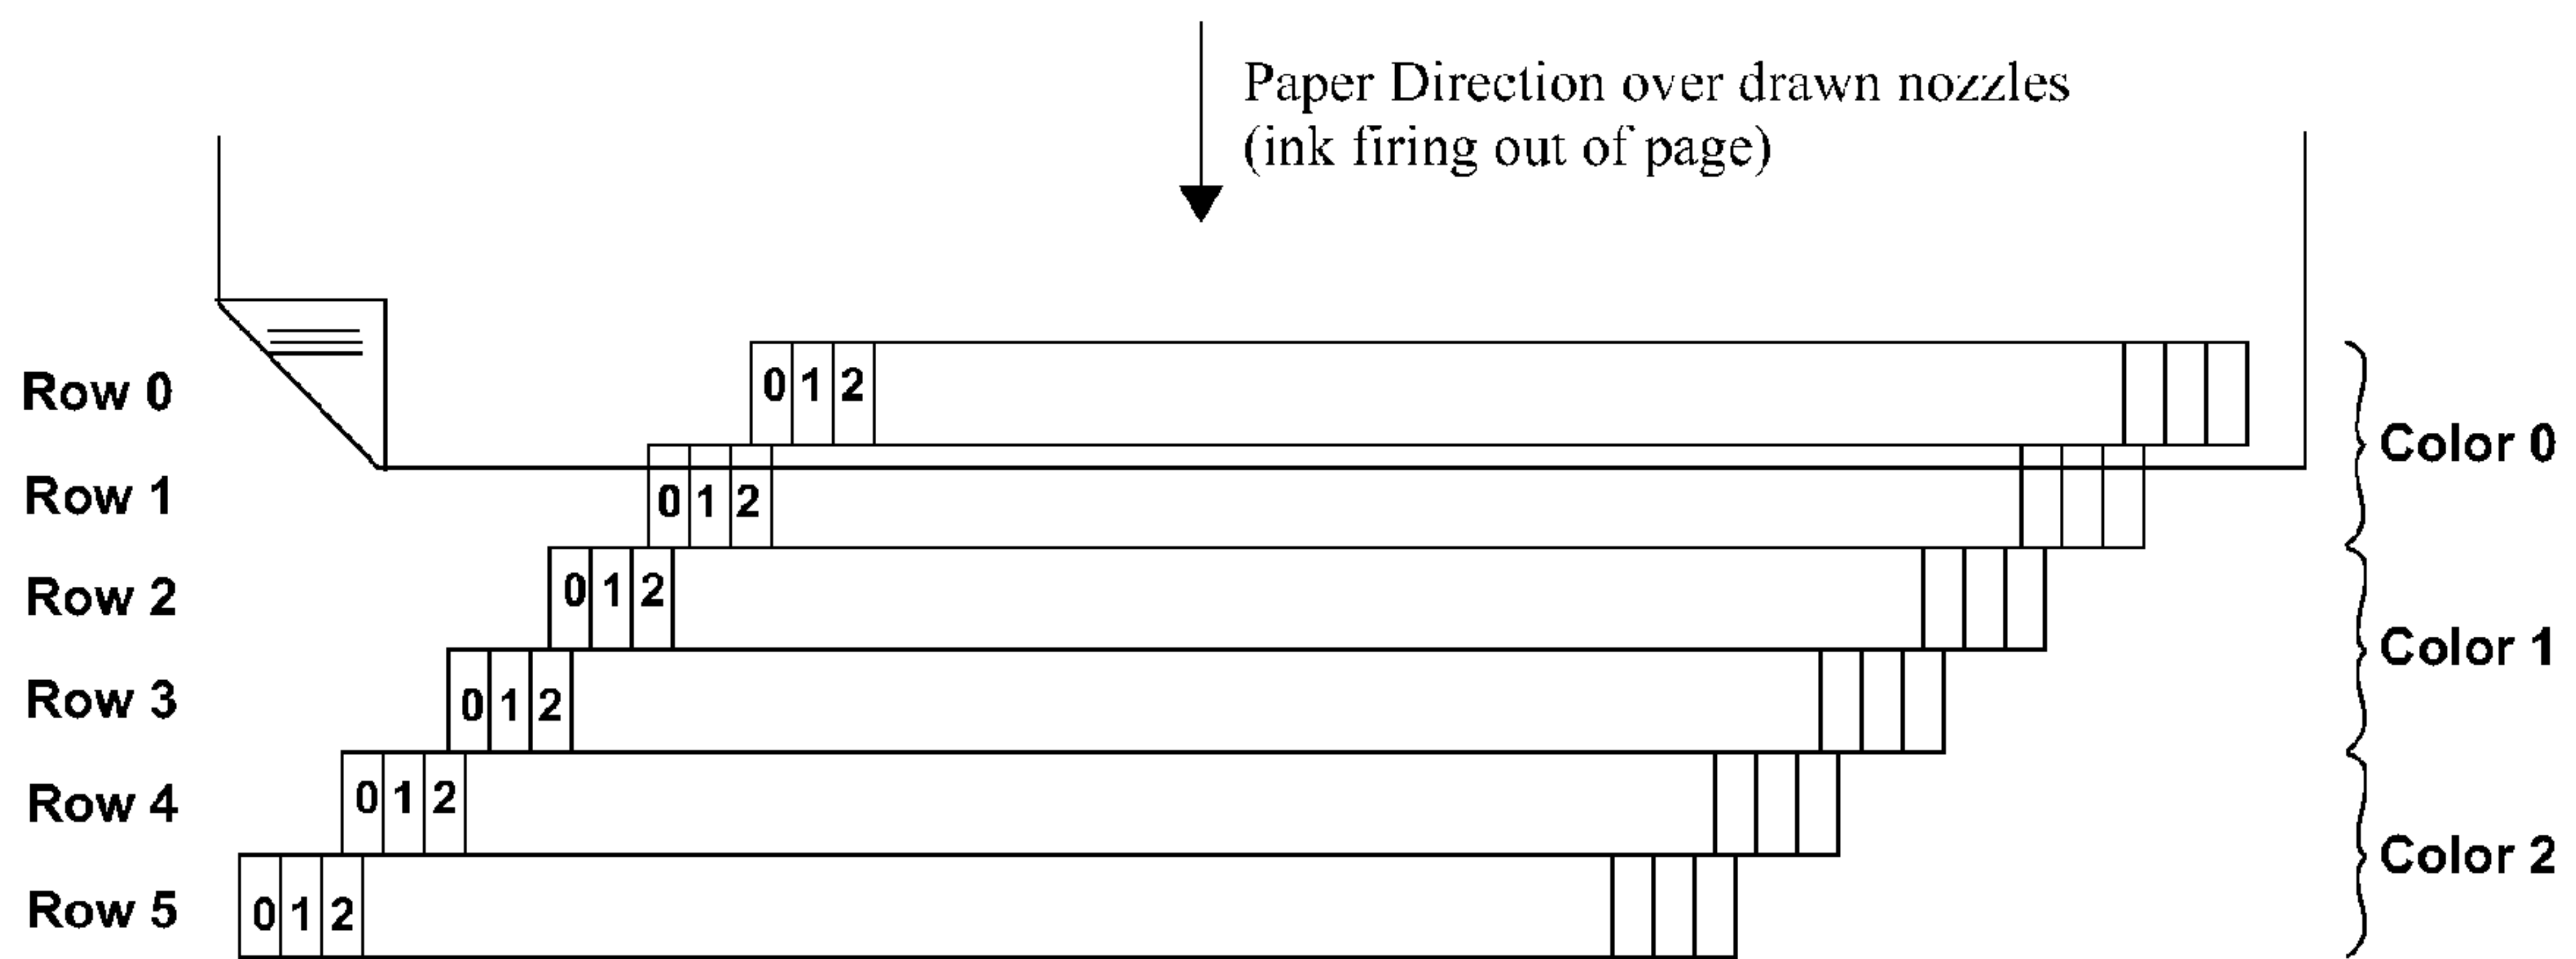 Paper Direction over drawn nozzles
(ink firing out of page)
Row 0
0 1 2
Color 0
Row 1
0 1 2
Row 2
0 1 2
Color 1
Row 3
0 1 2
Row 4
0 1 2
Color 2
Row 5
0 1 2